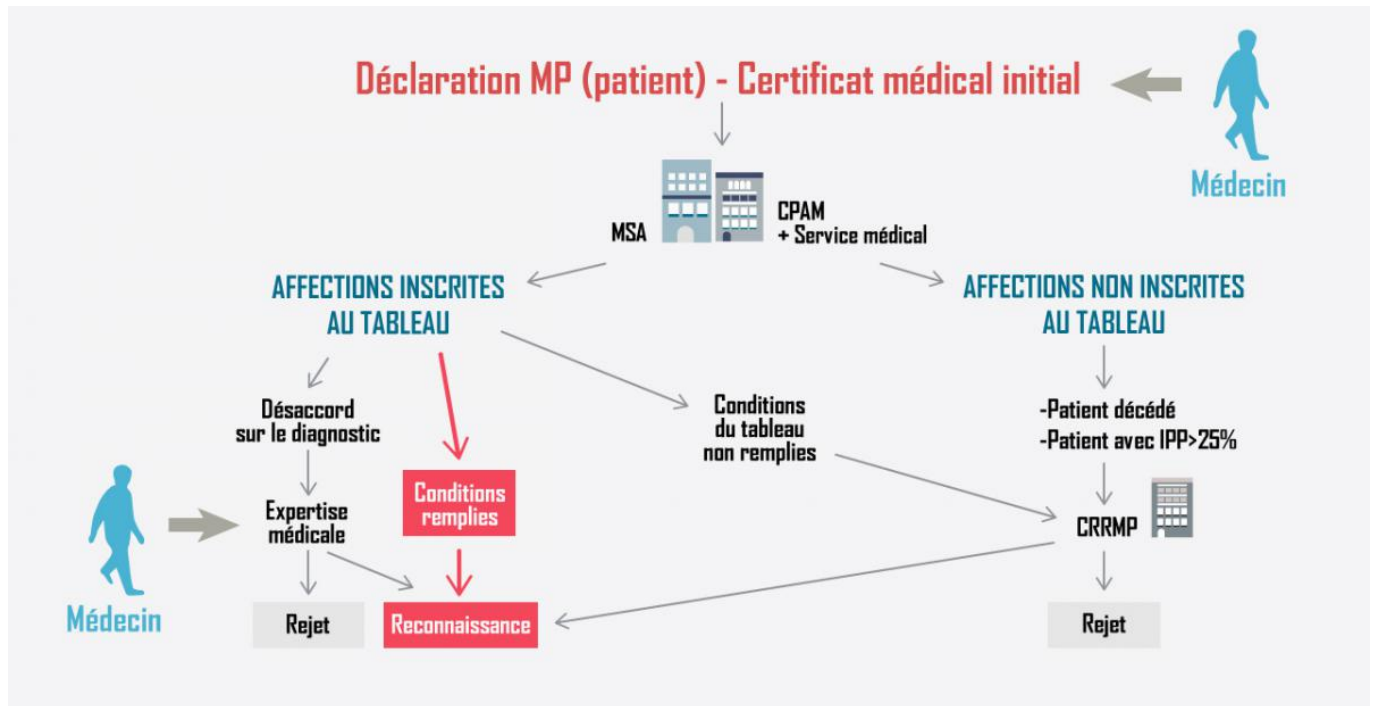 Déclaration MP (patient) - Certificat médical initial
Médecin
MSA
CPAM
+ Service médical
AFFECTIONS INSCRITES
AU TABLEAU
AFFECTIONS NON INSCRITES
AU TABLEAU
Désaccord
sur le diagnostic
Conditions
du tableau
non remplies
-Patient décédé
-Patient avec IPP>25%
Conditions
remplies
Expertise
médicale
CRRMP
Médecin
Rejet
Reconnaissance
Rejet